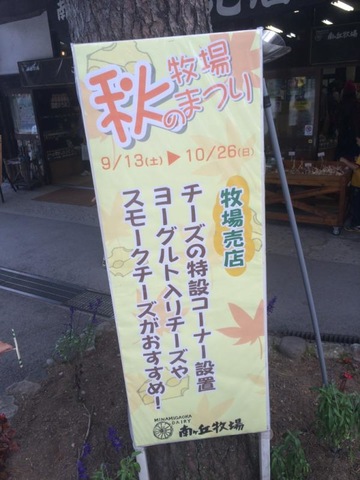 秋の牧場まつり
9/13(土)▶10/26(日)
牧場売店
チーズの特設コーナー設置
ヨーグルト入りチーズや
スモークチーズがおすすめ!
MINAMIGAOKA
DAIRY
南ヶ丘牧場